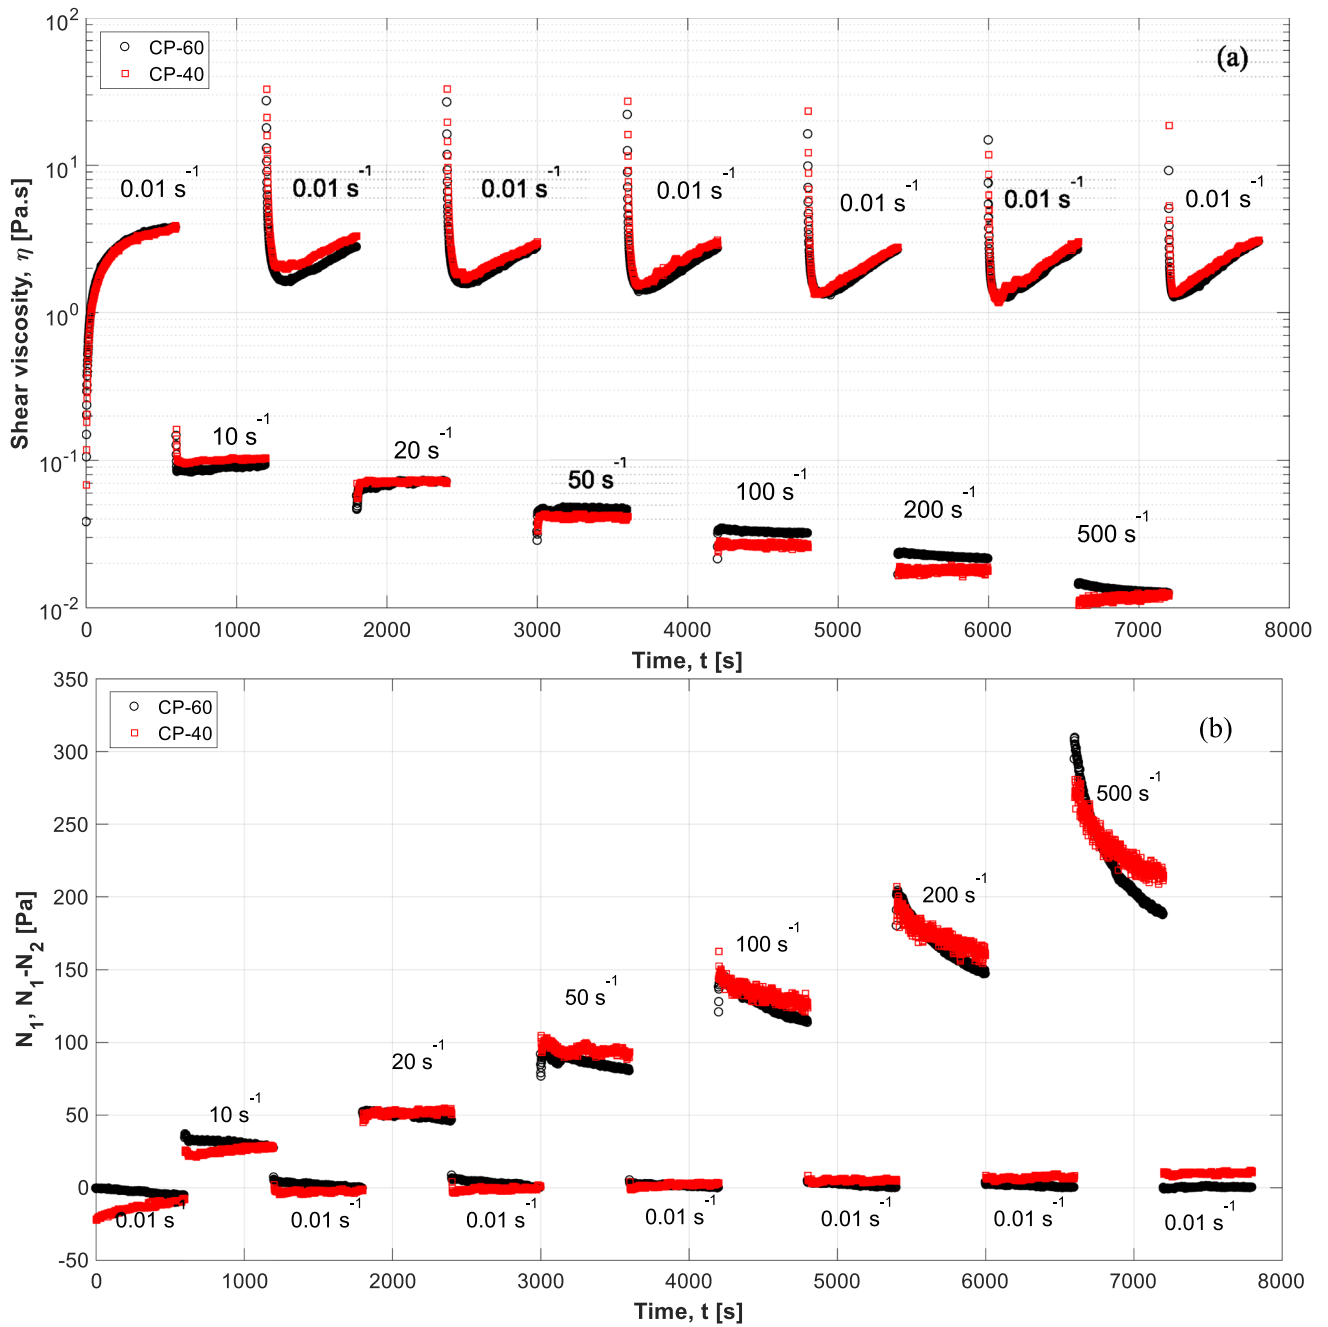 10^2
CP-60
CP-40
(a)
10^1
0.01 s^-1
0.01 s^-1
0.01 s^-1
0.01 s^-1
0.01 s^-1
0.01 s^-1
0.01 s^-1
Shear viscosity, η [Pa.s]
10^0
10 s^-1
20 s^-1
10^-1
50 s^-1
100 s^-1
200 s^-1
500 s^-1
10^-2
0 1000 2000 3000 4000 5000 6000 7000 8000
Time, t [s]
350
CP-60
CP-40
(b)
300
500 s^-1
250
200
200 s^-1
N_1, N_1-N_2 [Pa]
100 s^-1
150
50 s^-1
100
20 s^-1
10 s^-1
50
0
0.01 s^-1
0.01 s^-1
0.01 s^-1
0.01 s^-1
0.01 s^-1
0.01 s^-1
0.01 s^-1
-50
0 1000 2000 3000 4000 5000 6000 7000 8000
Time, t [s]